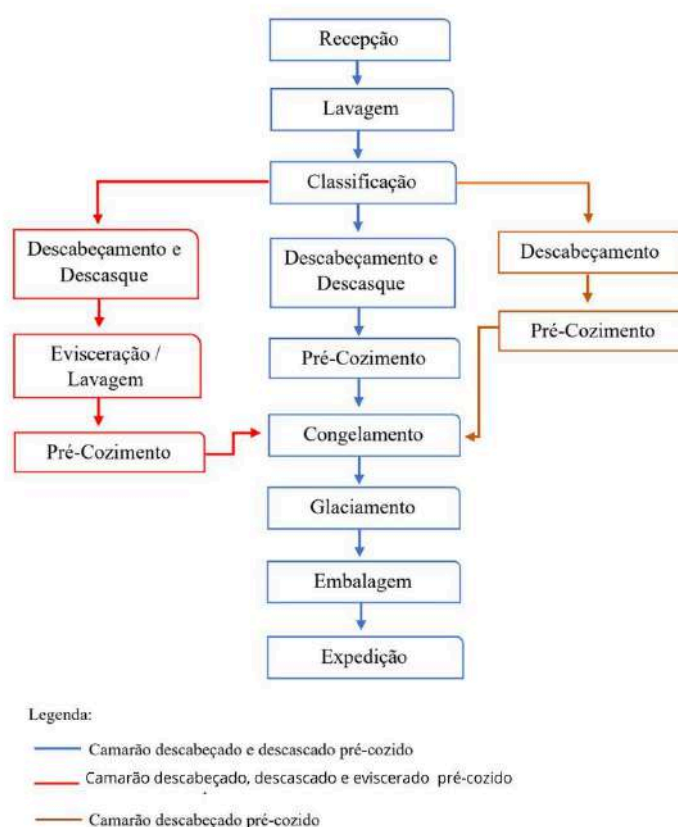 Recepção
Lavagem
Classificação
Descabeçamento e
Descasque
Evisceração /
Lavagem
Pré-Cozimento
Descabeçamento e
Descasque
Pré-Cozimento
Descabeçamento
Pré-Cozimento
Congelamento
Glaciamento
Embalagem
Expedição
Legenda:
Camarão descabeçado e descascado pré-cozido
Camarão descabeçado, descascado e eviscerado pré-cozido
Camarão descabeçado pré-cozido